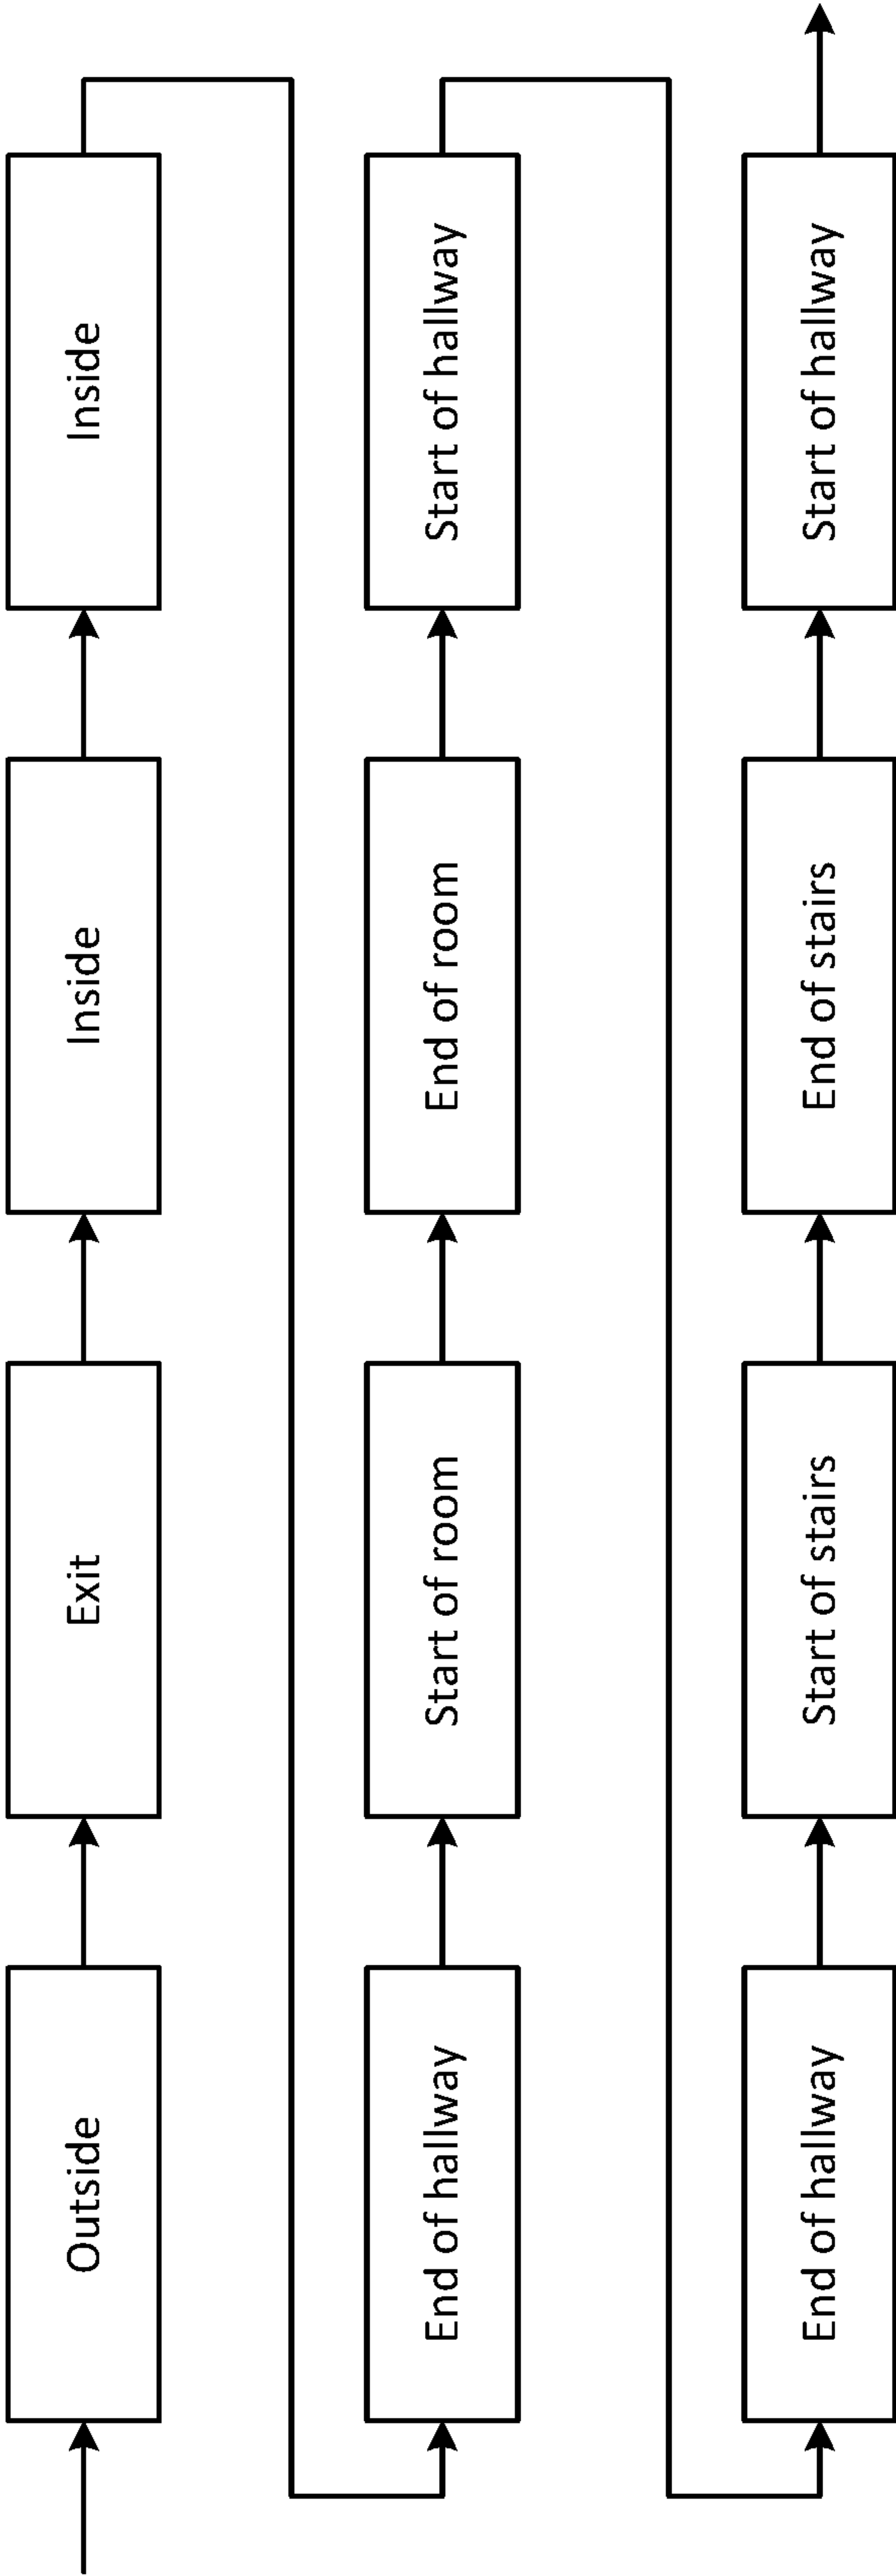 Outside
Exit
Inside
Inside
End of hallway
Start of room
End of room
Start of hallway
End of hallway
Start of stairs
End of stairs
Start of hallway